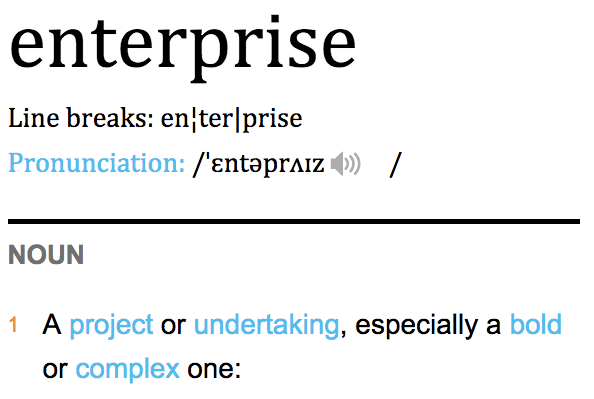 enterprise
Line breaks: en¦ter|prise
Pronunciation: /ˈɛntəprʌɪz /
NOUN
1 A project or undertaking, especially a bold
or complex one: